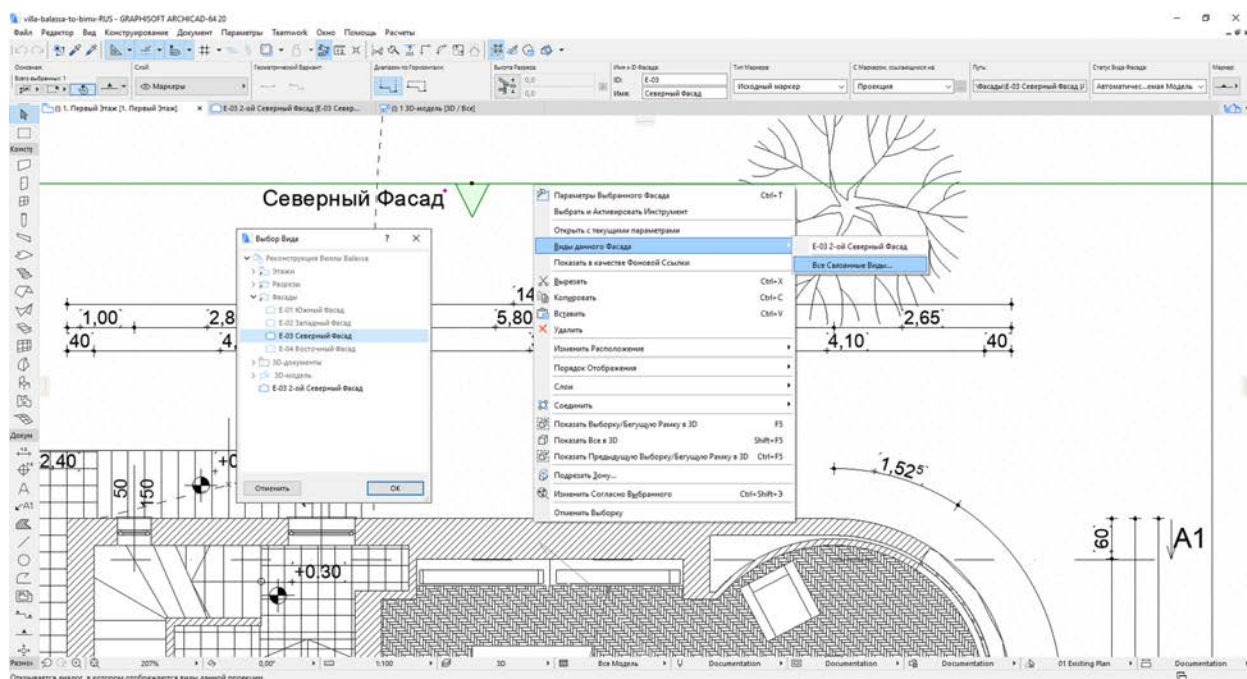 villa-balassa-to-bimx-RUS - GRAPHISOFT ARCHICAD-64 20
Файл Редактор Вид Конструирование Документ Параметры Teamwork Окно Помощь Расчеты
Основная: Слой: Геометрический Вариант: Диапазон по Горизонтали: Высота Разреза: Имя и ID Фасада: Тип Маркера: С Маркером, ссылающимся на: Путь: Статус Вида Фасада: Маркер:
Всего выбранных: 1
Маркеры
0,0
0,0
ID: E-03
Имя: Северный Фасад
Исходный маркер
Проекция
\Фасады\E-03 Северный Фасад
Автоматичес...емая Модель
1. Первый Этаж [1. Первый Этаж]
E-03 2-ой Северный Фасад [E-03 Север...
3D-модель [3D / Все]
Констр
Докум
Разное
Северный Фасад
Выбор Вида ? ×
Реконструкция Виллы Balassa
Этажи
Разрезы
Фасады
E-01 Южный Фасад
E-02 Западный Фасад
E-03 Северный Фасад
E-04 Восточный Фасад
3D-документы
3D-модель
E-03 2-ой Северный Фасад
Отменить
OK
Параметры Выбранного Фасада Ctrl+T
Выбрать и Активировать Инструмент
Открыть с текущими параметрами
Виды данного Фасада
Показать в качестве Фоновой Ссылки
Вырезать Ctrl+X
Копировать Ctrl+C
Вставить Ctrl+V
Удалить
Изменить Расположение
Порядок Отображения
Слои
Соединить
Показать Выборку/Бегущую Рамку в 3D F5
Показать Все в 3D Shift+F5
Показать Предыдущую Выборку/Бегущую Рамку в 3D Ctrl+F5
Подрезать Зону...
Изменить Согласно Выбранного Ctrl+Shift+Э
Отменить Выборку
E-03 2-ой Северный Фасад
Все Связанные Виды...
14
1,00 2,8 5,80 2,65
40 4, 4,10 40
2,40
50
150
+0
1,52⁵
60
A1
+0.30
207% 0,00° 1:100 3D Вся Модель Documentation Documentation Documentation 01 Existing Plan Documentation
Открывается диалог, в котором отображаются виды данной проекции.